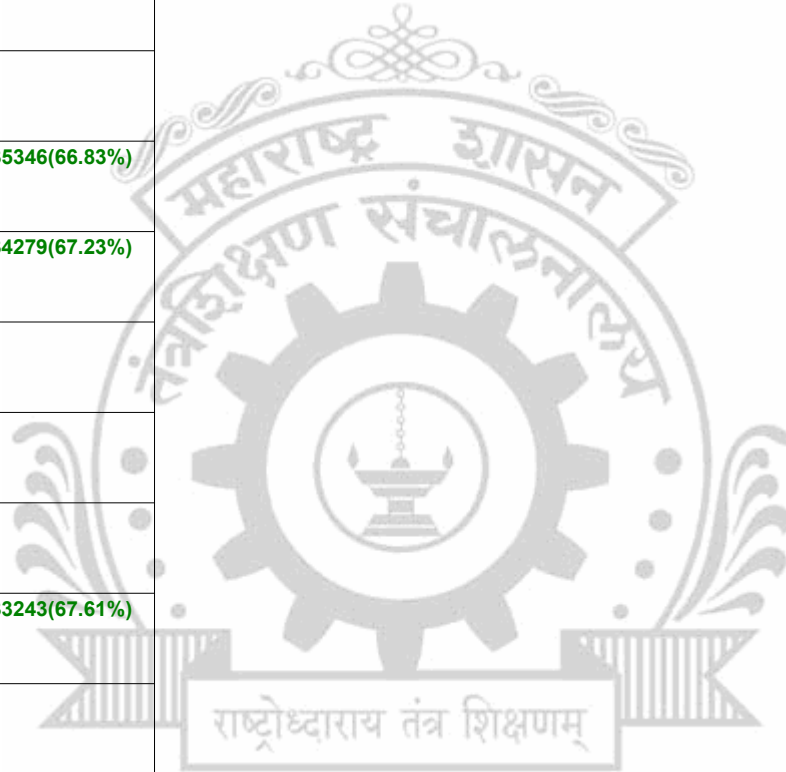 5346(66.83%)
4279(67.23%)
3243(67.61%)
महाराष्ट्र शासन
तंत्रशिक्षण संचालनालय
राष्ट्रोध्दाराय तंत्र शिक्षणम्